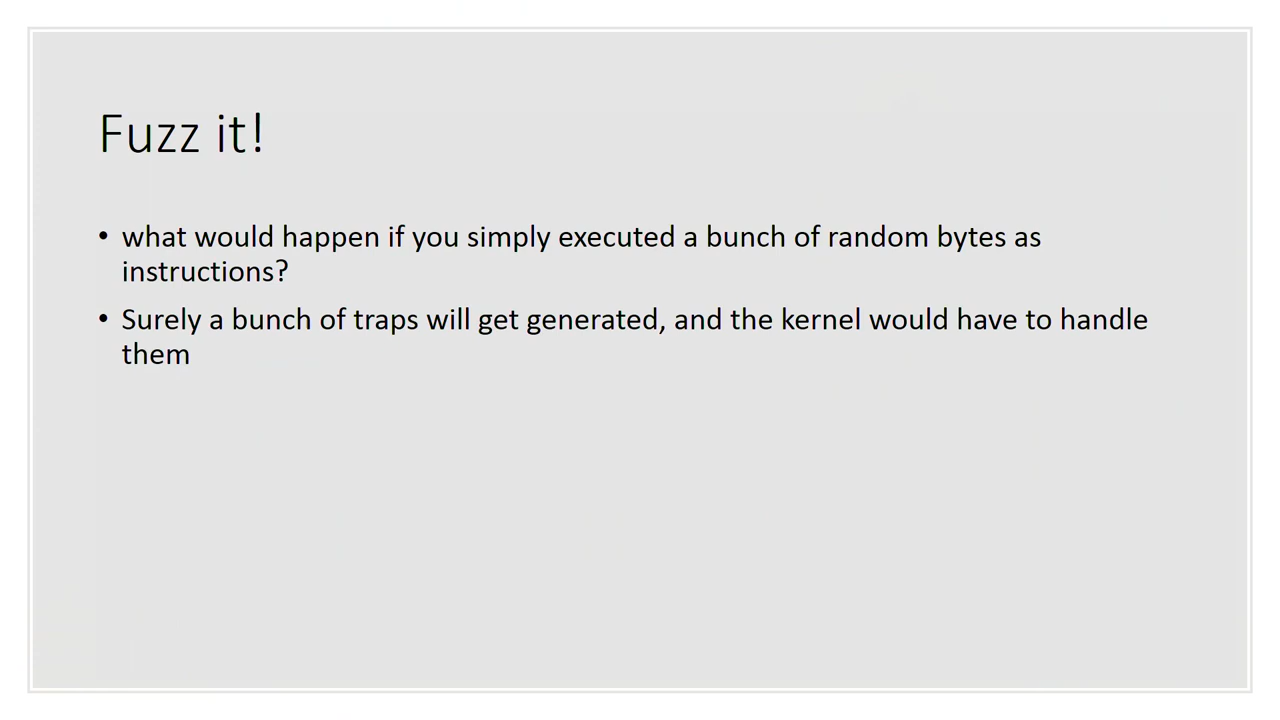 Fuzz it!
• what would happen if you simply executed a bunch of random bytes as
instructions?
• Surely a bunch of traps will get generated, and the kernel would have to handle
them